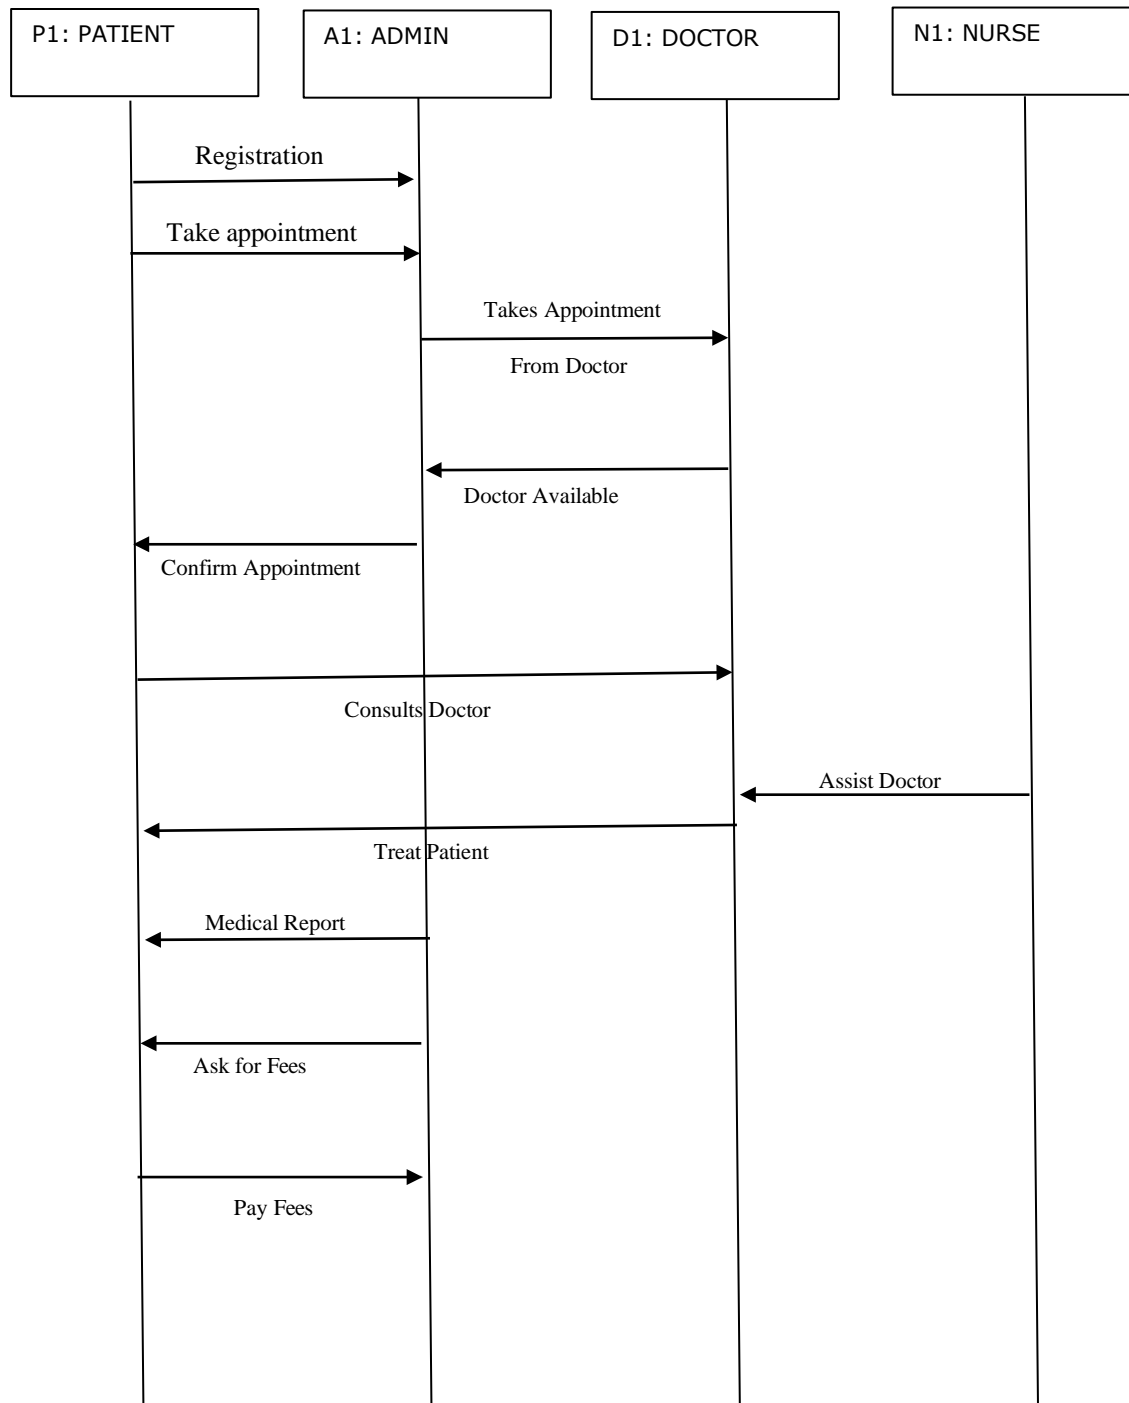 P1: PATIENT
A1: ADMIN
D1: DOCTOR
N1: NURSE
Registration
Take appointment
Takes Appointment
From Doctor
Doctor Available
Confirm Appointment
Consults Doctor
Assist Doctor
Treat Patient
Medical Report
Ask for Fees
Pay Fees